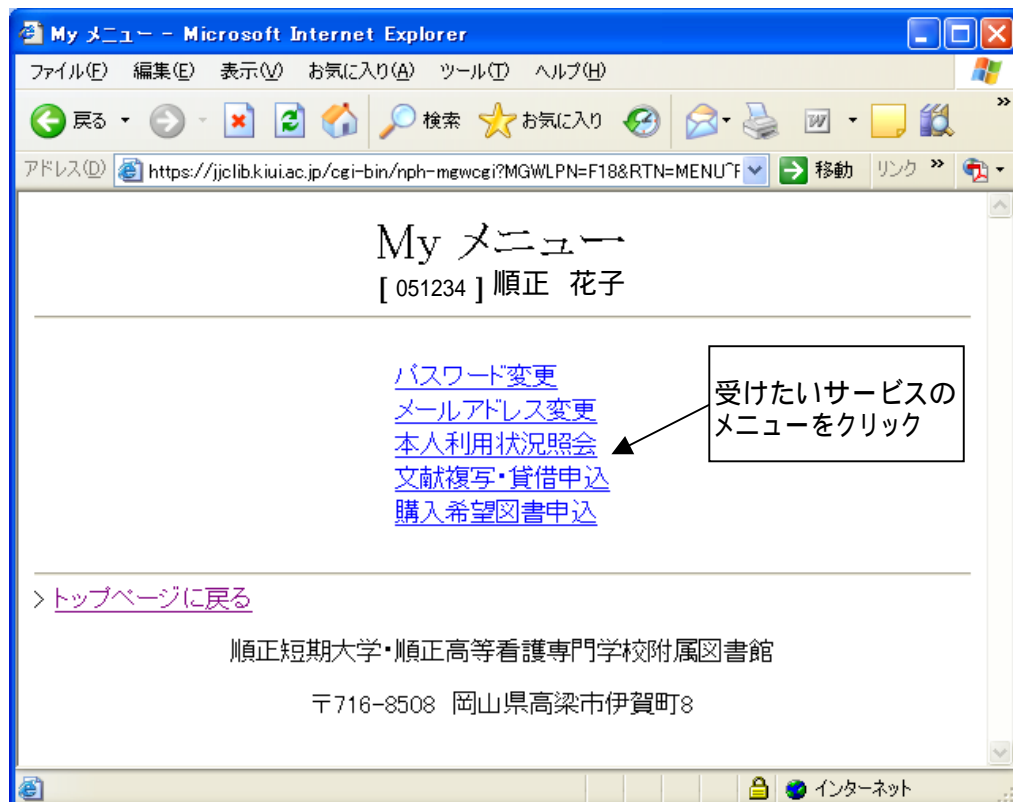 My メニュー - Microsoft Internet Explorer
ファイル(F) 編集(E) 表示(V) お気に入り(A) ツール(T) ヘルプ(H)
戻る 検索 お気に入り »
アドレス(D) https://jjclib.kiui.ac.jp/cgi-bin/nph-mgwcgi?MGWLPN=F18&RTN=MENU^F 移動 リンク »
My メニュー
[ 051234 ] 順正 花子
パスワード変更
メールアドレス変更
本人利用状況照会
文献複写・貸借申込
購入希望図書申込
受けたいサービスの
メニューをクリック
> トップページに戻る
順正短期大学・順正高等看護専門学校附属図書館
〒716-8508 岡山県高梁市伊賀町8
インターネット